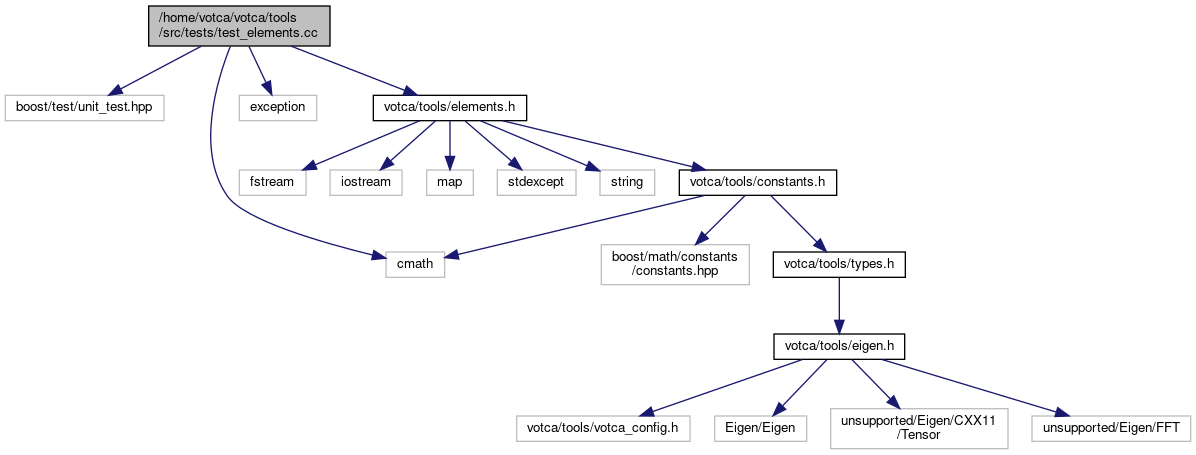 /home/votca/votca/tools
/src/tests/test_elements.cc
boost/test/unit_test.hpp
exception
votca/tools/elements.h
fstream
iostream
map
stdexcept
string
votca/tools/constants.h
cmath
boost/math/constants
/constants.hpp
votca/tools/types.h
votca/tools/eigen.h
votca/tools/votca_config.h
Eigen/Eigen
unsupported/Eigen/CXX11
/Tensor
unsupported/Eigen/FFT